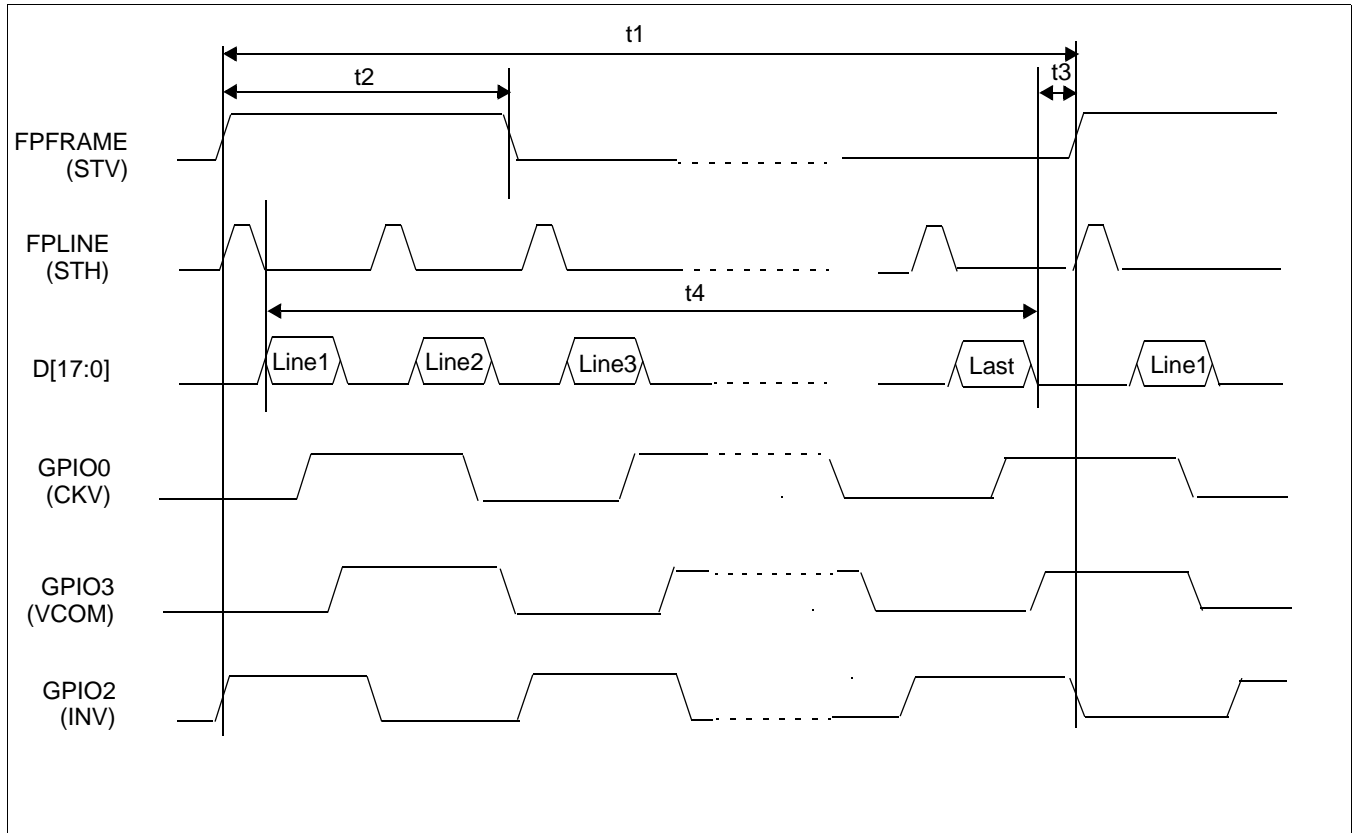 t1
t2
t3
FPFRAME
(STV)
FPLINE
(STH)
t4
D[17:0]
Line1
Line2
Line3
Last
Line1
GPIO0
(CKV)
GPIO3
(VCOM)
GPIO2
(INV)